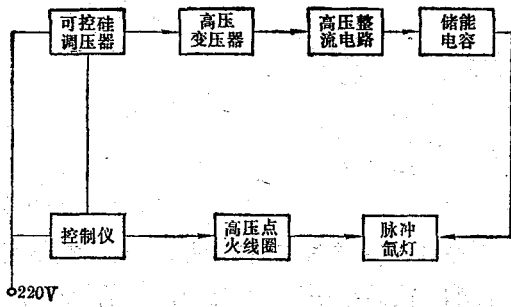 可控硅
调压器
高压
变压器
高压整
流电路
储能
电容
控制仪
高压点
火线圈
脉冲
氙灯
220V